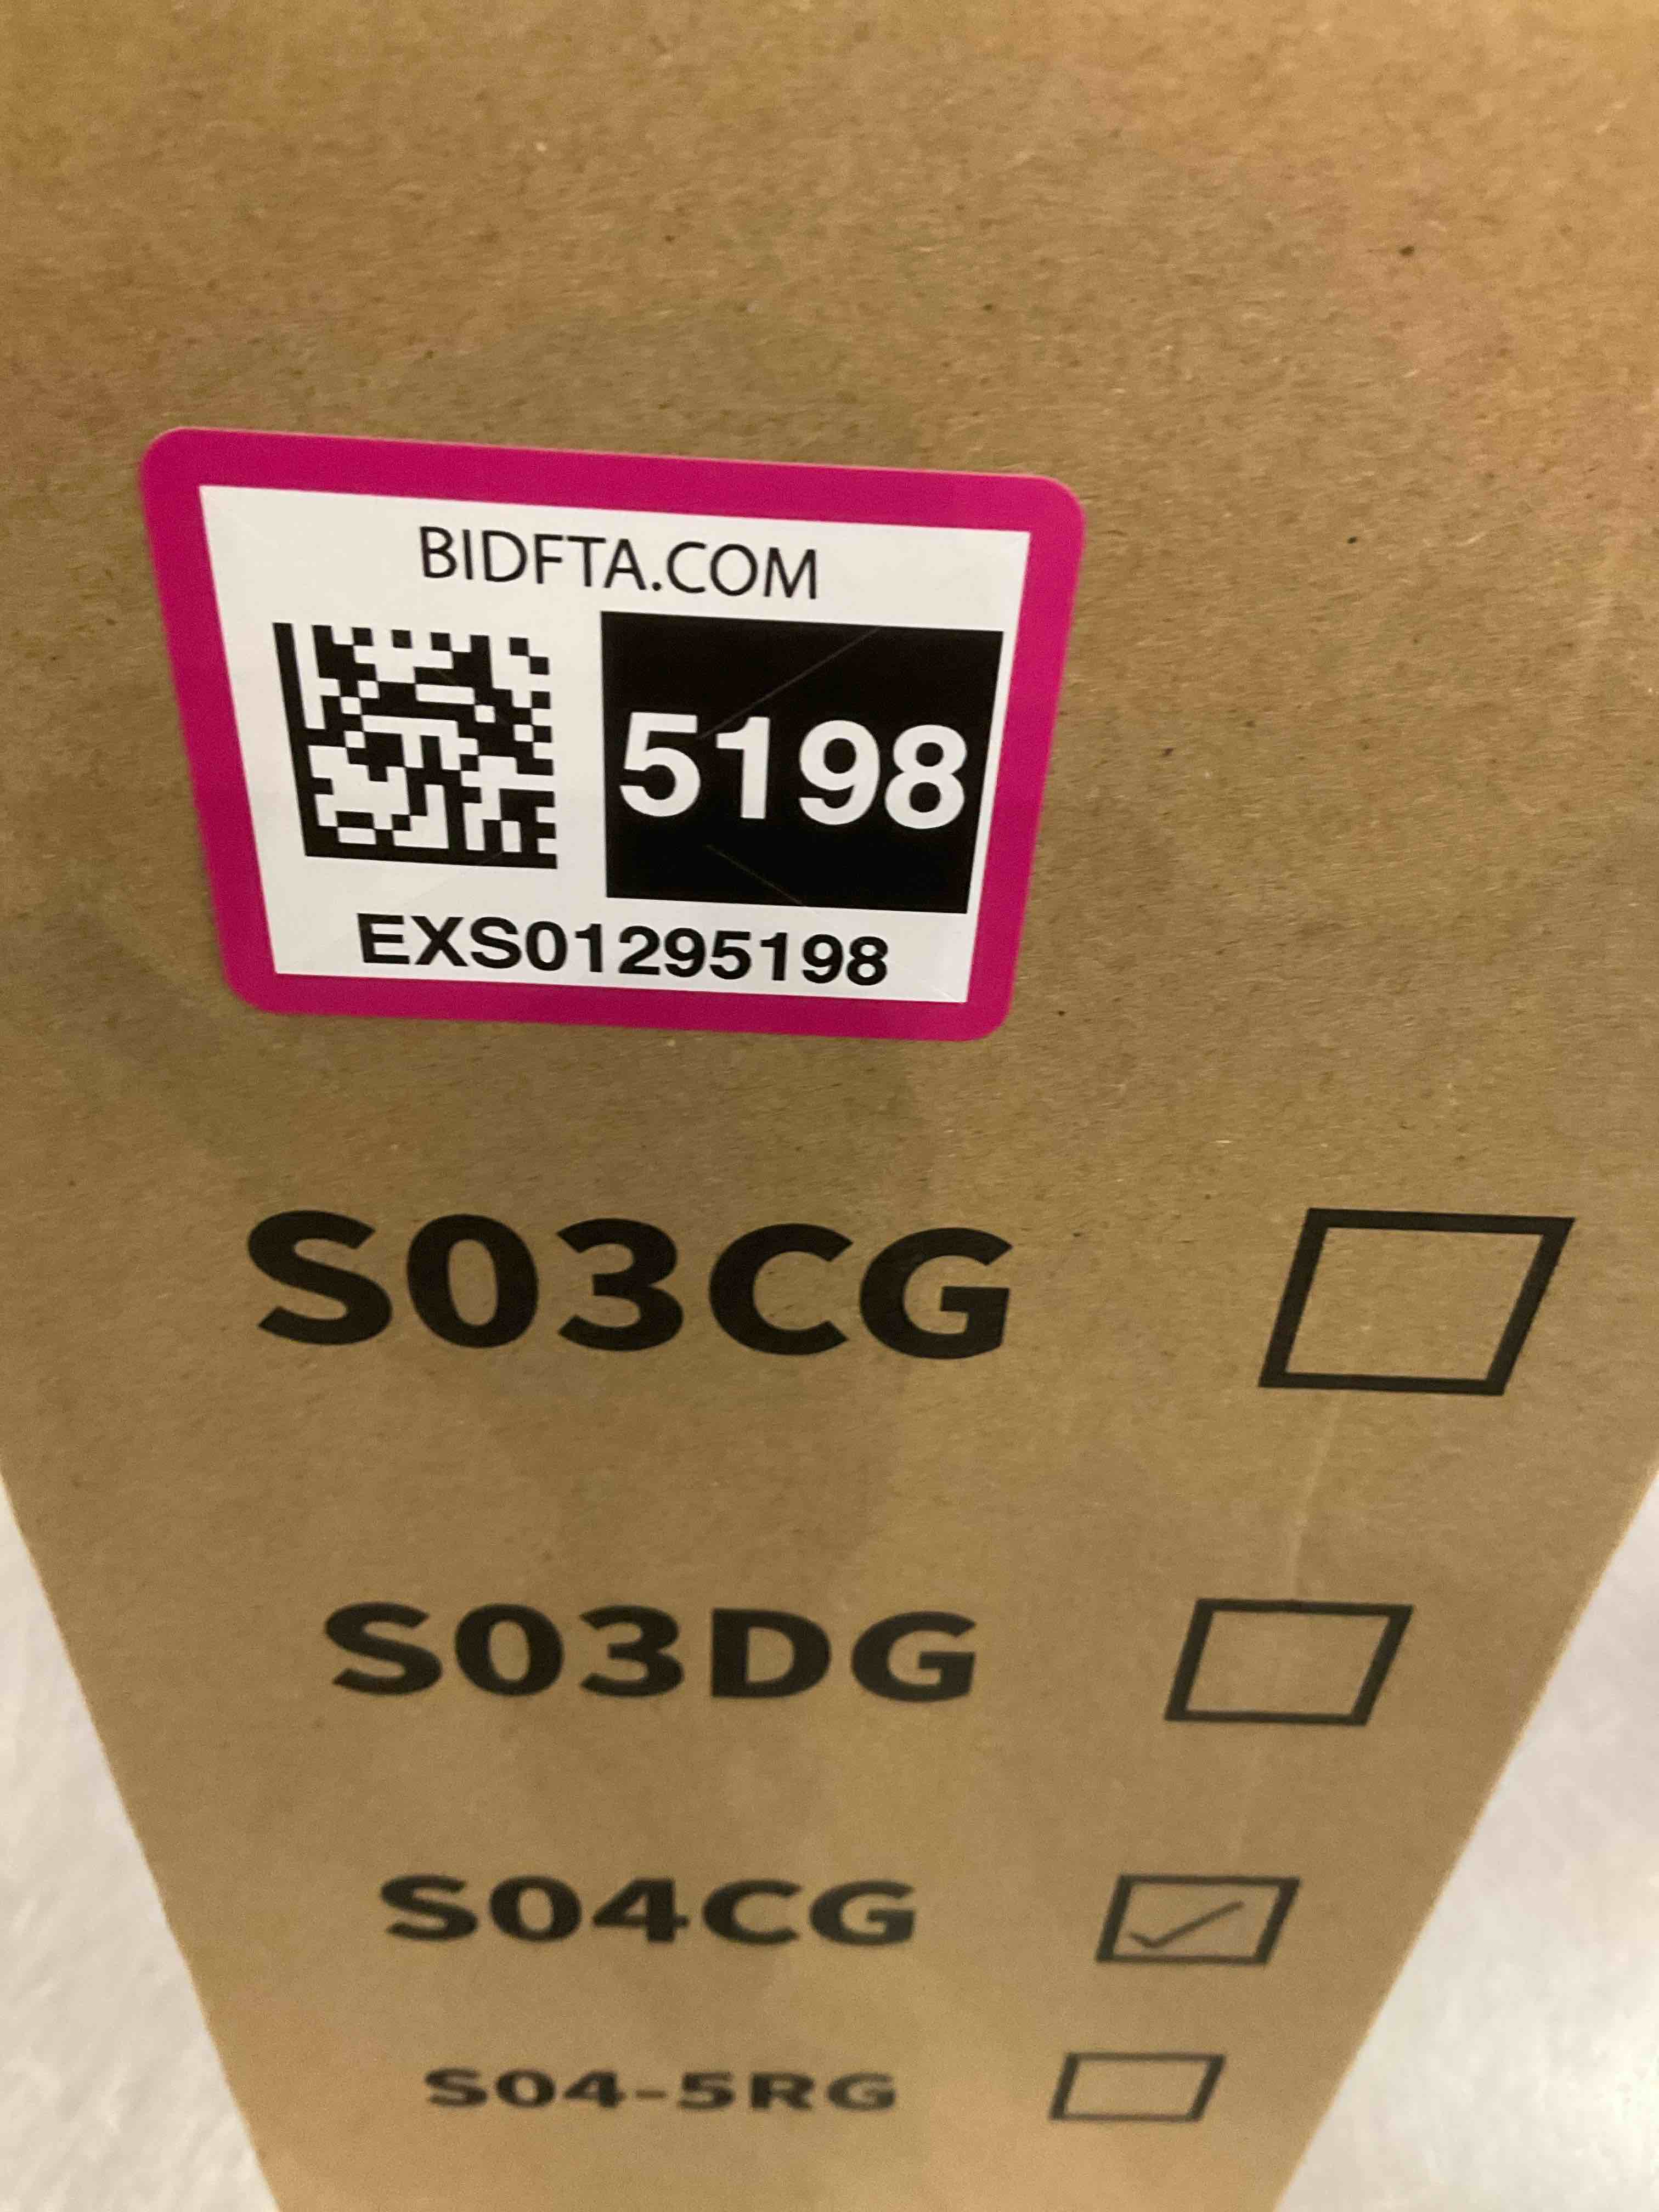 BIDFTA.COM
5198
EXS01295198
S03CG
S03DG
S04CG
S04-5RG